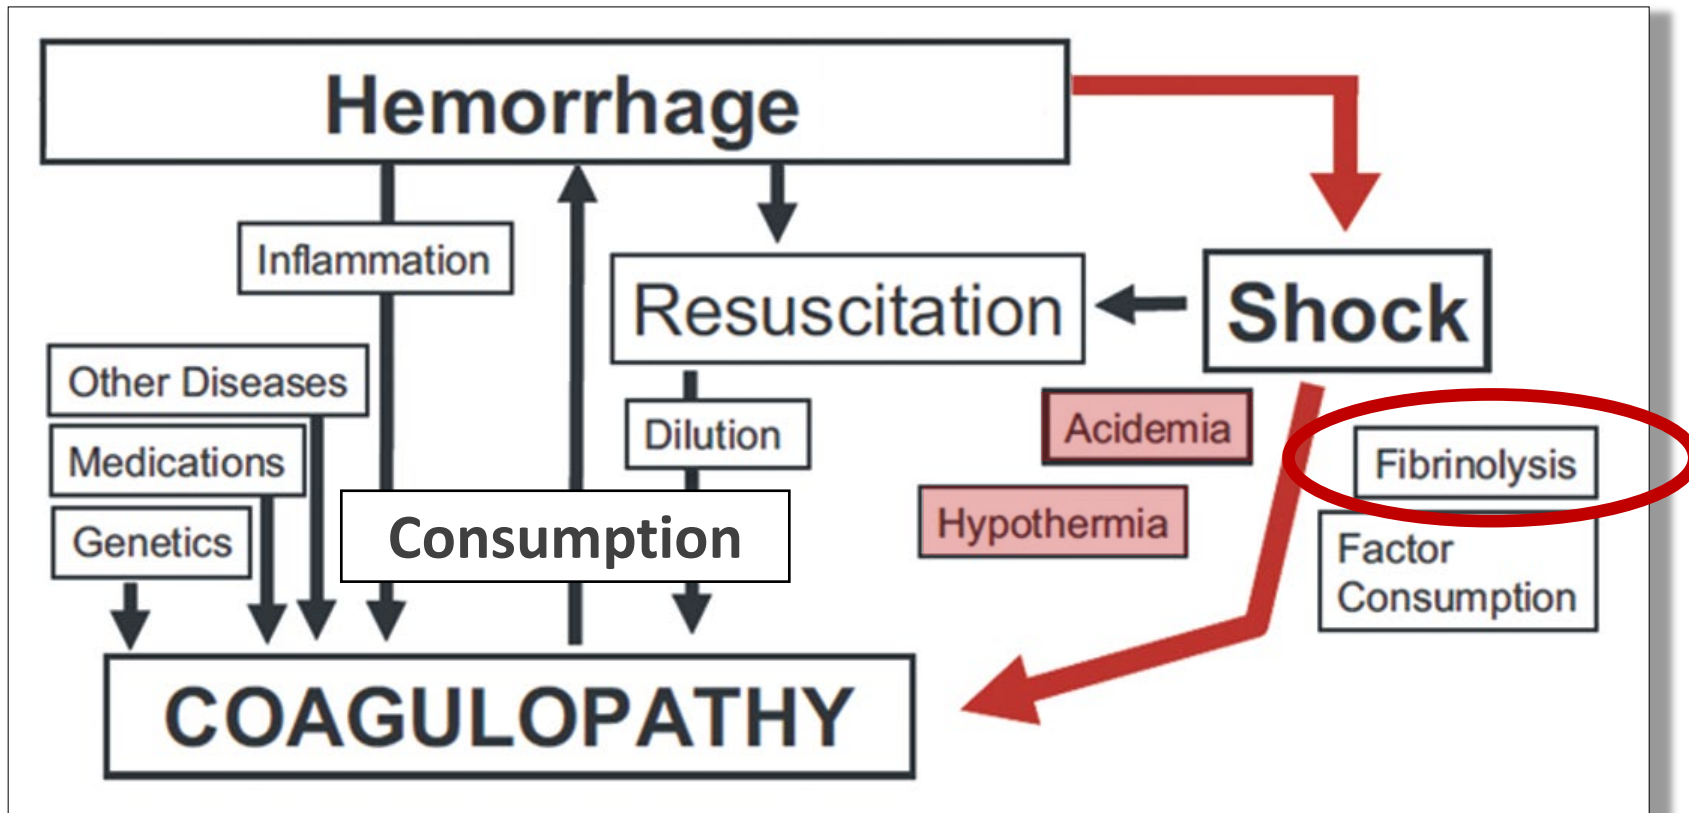 Hemorrhage
Inflammation
Resuscitation
Shock
Other Diseases
Medications
Genetics
Dilution
Acidemia
Hypothermia
Fibrinolysis
Factor
Consumption
Consumption
COAGULOPATHY